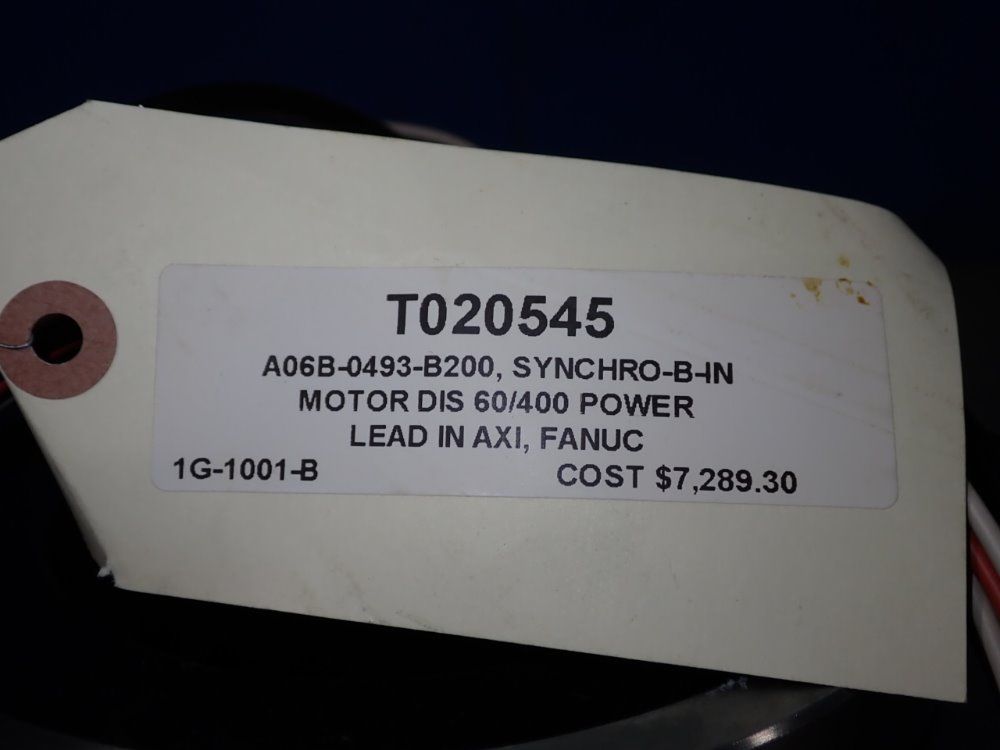 T020545
A06B-0493-B200, SYNCHRO-B-IN
MOTOR DIS 60/400 POWER
LEAD IN AXI, FANUC
1G-1001-B COST $7,289.30